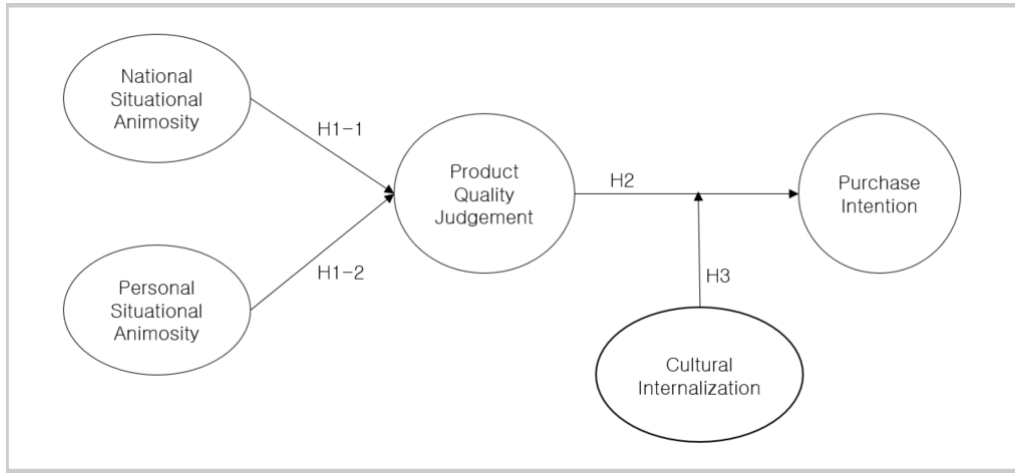 National
Situational
Animosity
H1-1
Product
Quality
Judgement
H2
Purchase
Intention
H1-2
Personal
Situational
Animosity
H3
Cultural
Internalization